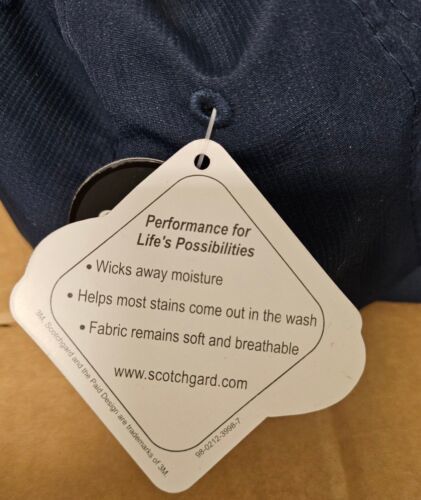 Performance for
Life's Possibilities
• Wicks away moisture
• Helps most stains come out in the wash
• Fabric remains soft and breathable
www.scotchgard.com
3M, Scotchgard and the Paid Design are trademarks of 3M.
98-0212-3998-7